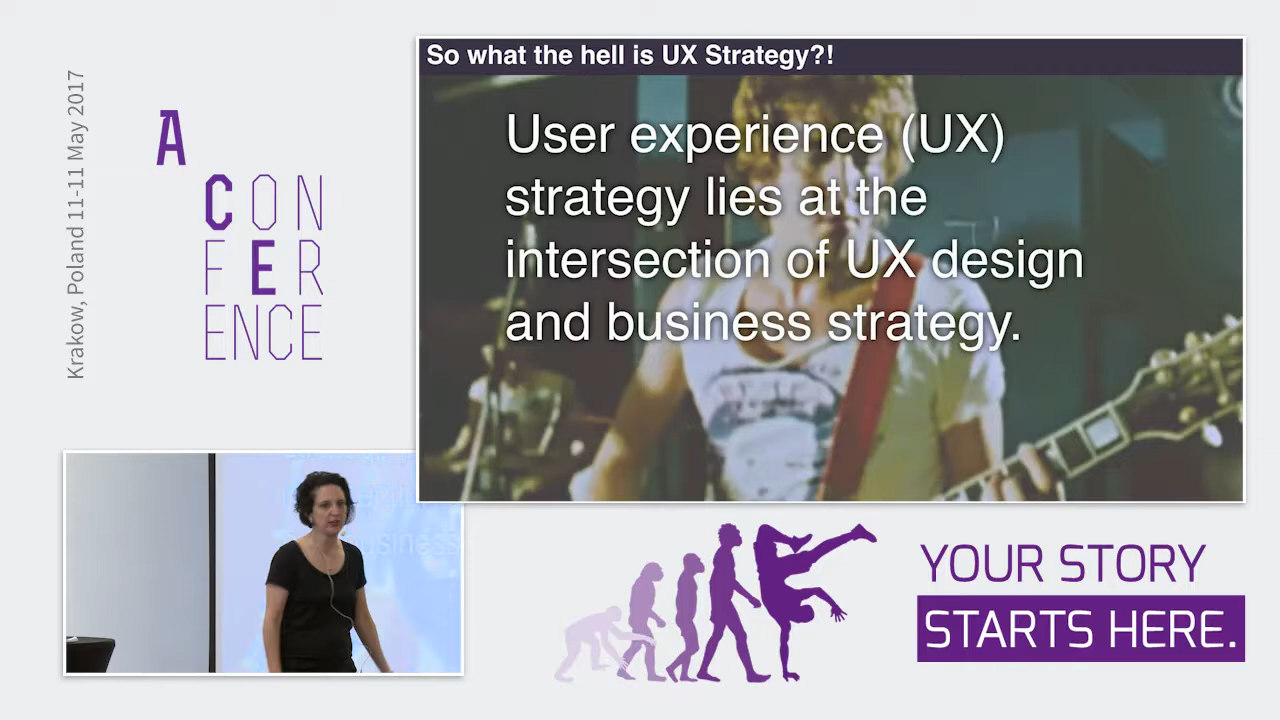 Krakow, Poland 11-11 May 2017
A
CON
FER
ENCE
So what the hell is UX Strategy?!
User experience (UX)
strategy lies at the
intersection of UX design
and business strategy.
business
YOUR STORY
STARTS HERE.